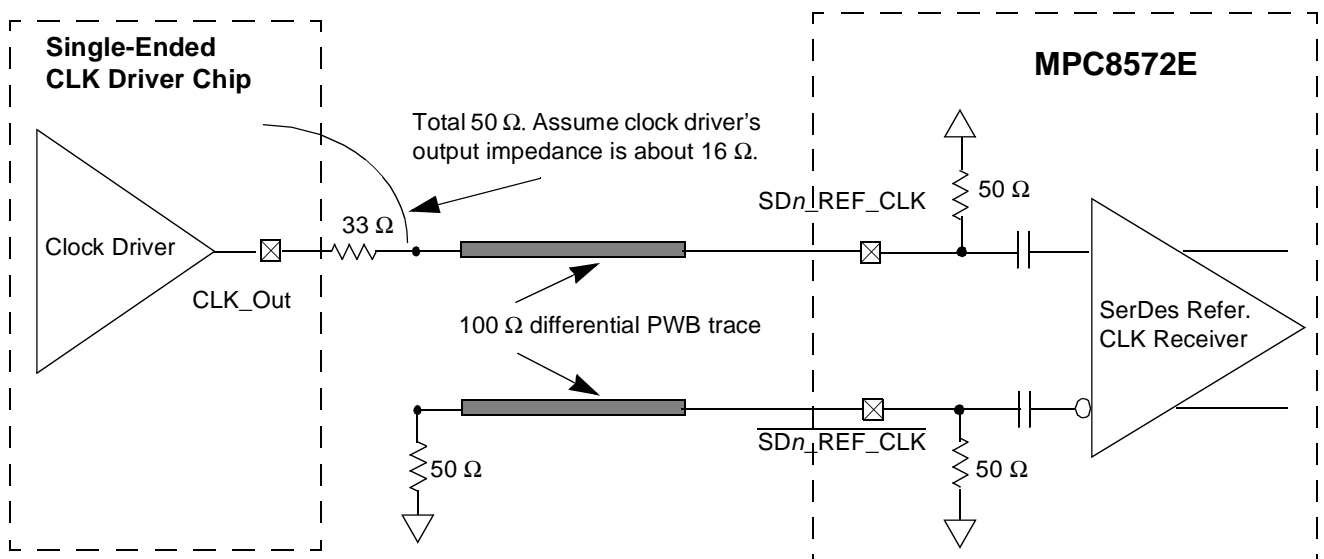 Single-Ended
CLK Driver Chip
MPC8572E
Total 50 Ω. Assume clock driver's
output impedance is about 16 Ω.
SDn_REF_CLK
50 Ω
33 Ω
Clock Driver
CLK_Out
100 Ω differential PWB trace
SerDes Refer.
CLK Receiver
SDn_REF_CLK
50 Ω
50 Ω